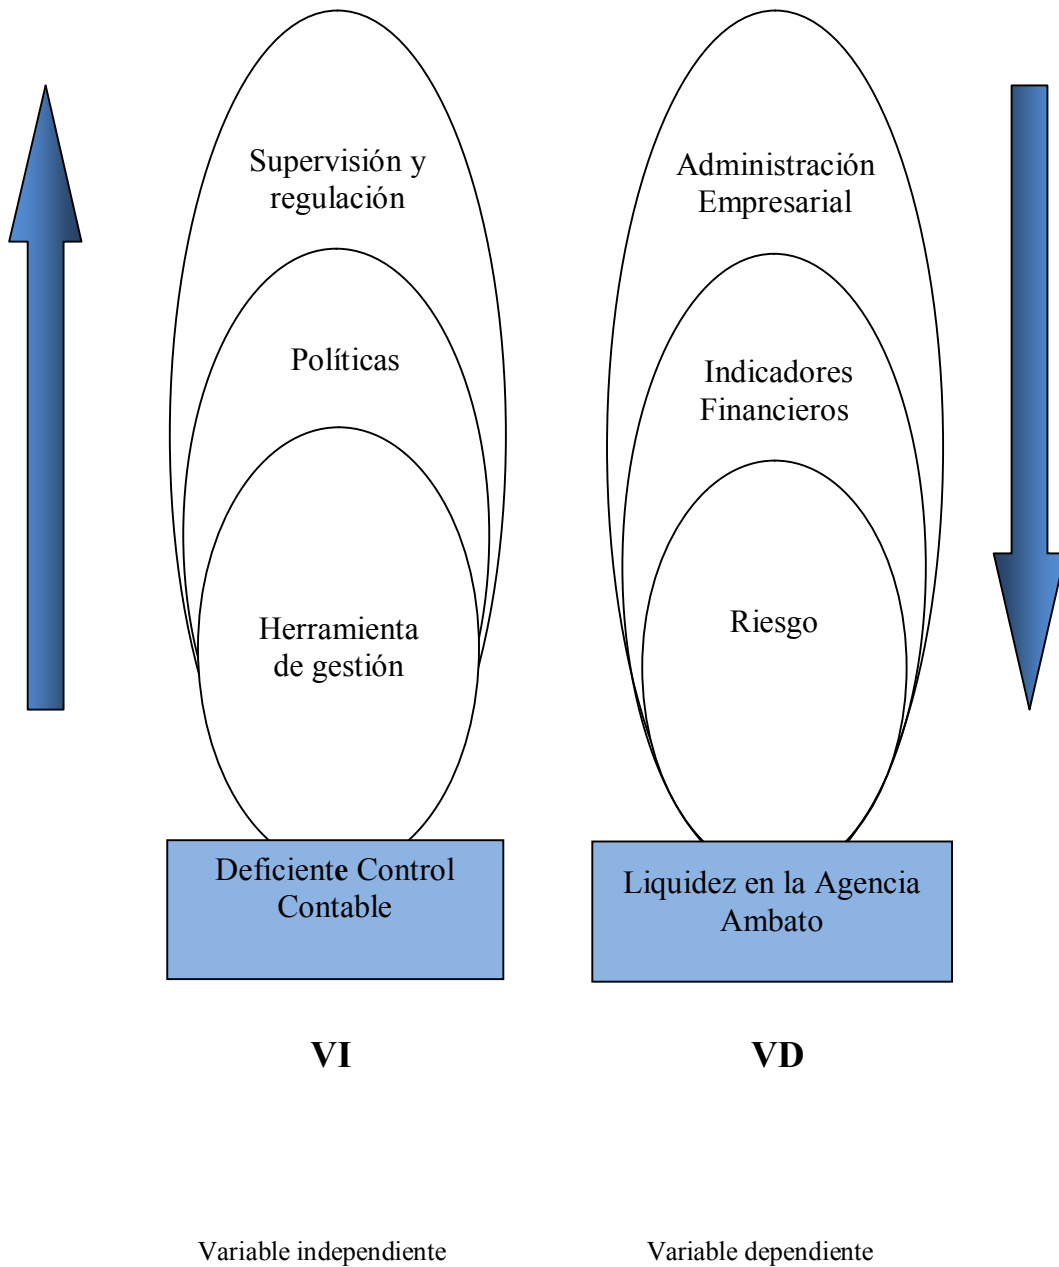 Supervisión y
regulación
Políticas
Herramienta
de gestión
Deficiente Control
Contable
VI
Variable independiente
Administración
Empresarial
Indicadores
Financieros
Riesgo
Liquidez en la Agencia
Ambato
VD
Variable dependiente